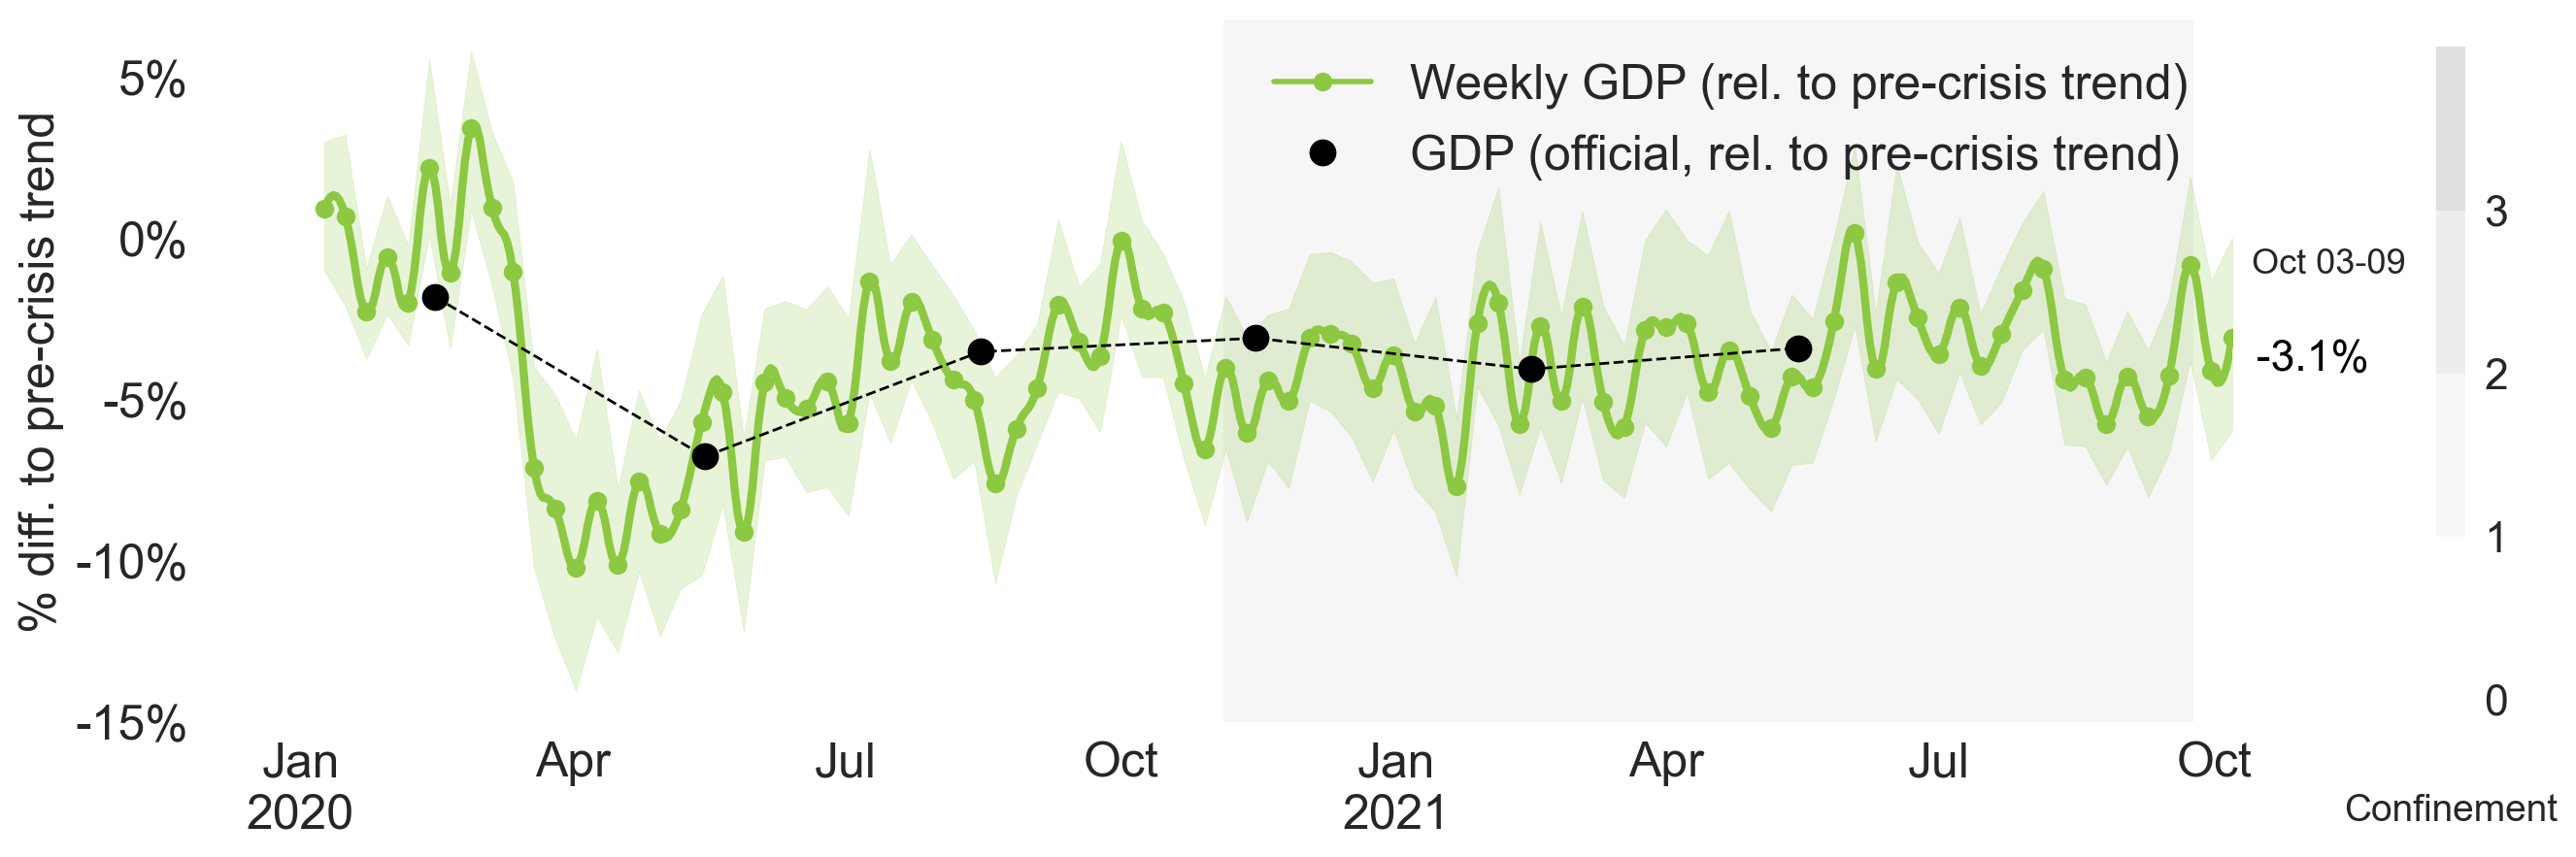 % diff. to pre-crisis trend
5%
0%
-5%
-10%
-15%
Weekly GDP (rel. to pre-crisis trend)
GDP (official, rel. to pre-crisis trend)
Oct 03-09
-3.1%
3
2
1
0
Jan
2020
Apr
Jul
Oct
Jan
2021
Apr
Jul
Oct
Confinement